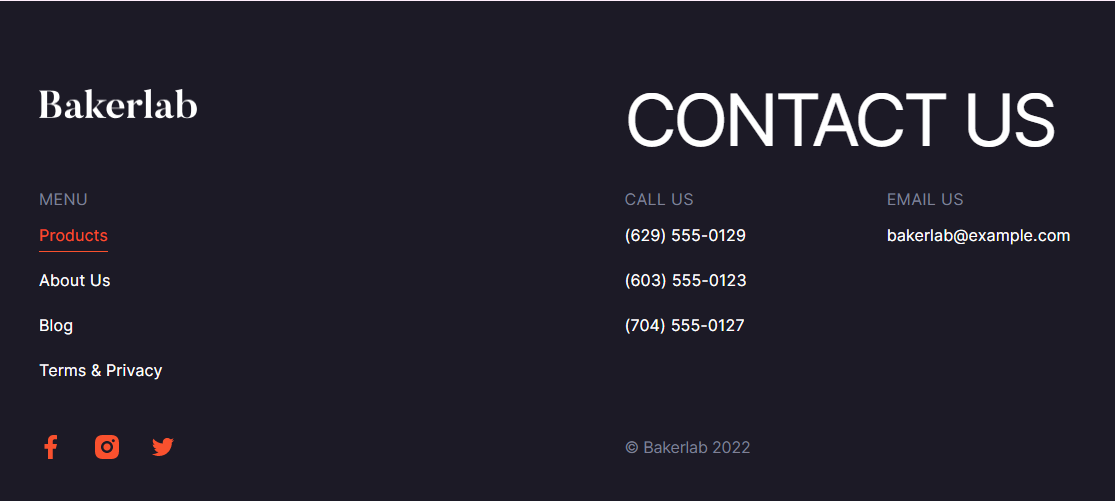 Bakerlab
CONTACT US
MENU
Products
About Us
Blog
Terms & Privacy
CALL US
(629) 555-0129
(603) 555-0123
(704) 555-0127
EMAIL US
bakerlab@example.com
© Bakerlab 2022